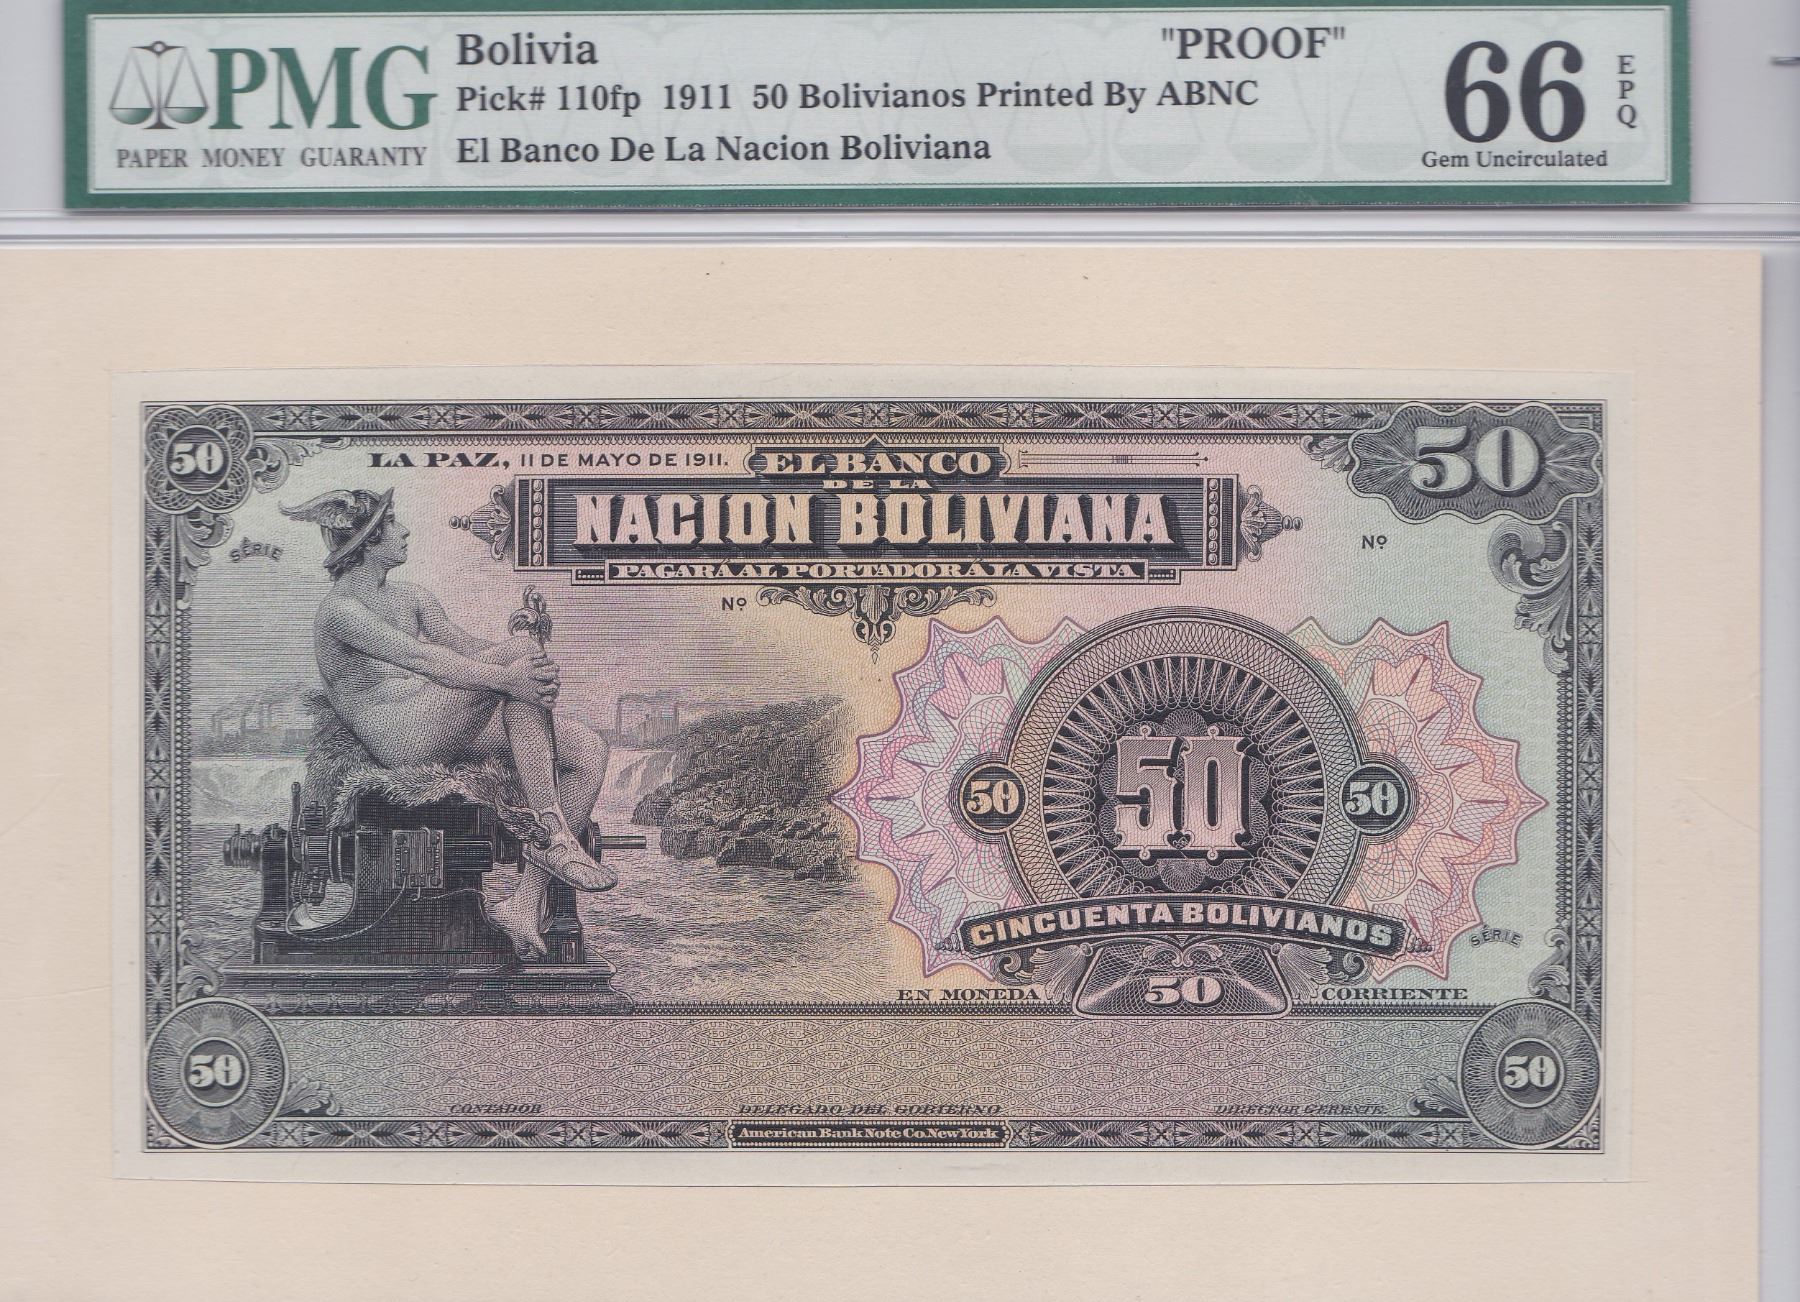 PMG
PAPER MONEY GUARANTY
Bolivia
"PROOF"
Pick# 110fp 1911 50 Bolivianos Printed By ABNC
El Banco De La Nacion Boliviana
66
EPQ
Gem Uncirculated
50
LA PAZ, 11 DE MAYO DE 1911.
EL BANCO
DE LA
NACION BOLIVIANA
PAGARÁ AL PORTADOR Á LA VISTA
50
SÉRIE
Nº
Nº
50
50
50
CINCUENTA BOLIVIANOS
SÉRIE
EN MONEDA
50
CORRIENTE
50
50
CONTADOR
DELEGADO DEL GOBIERNO
DIRECTOR GERENTE.
American Bank Note Co. New York